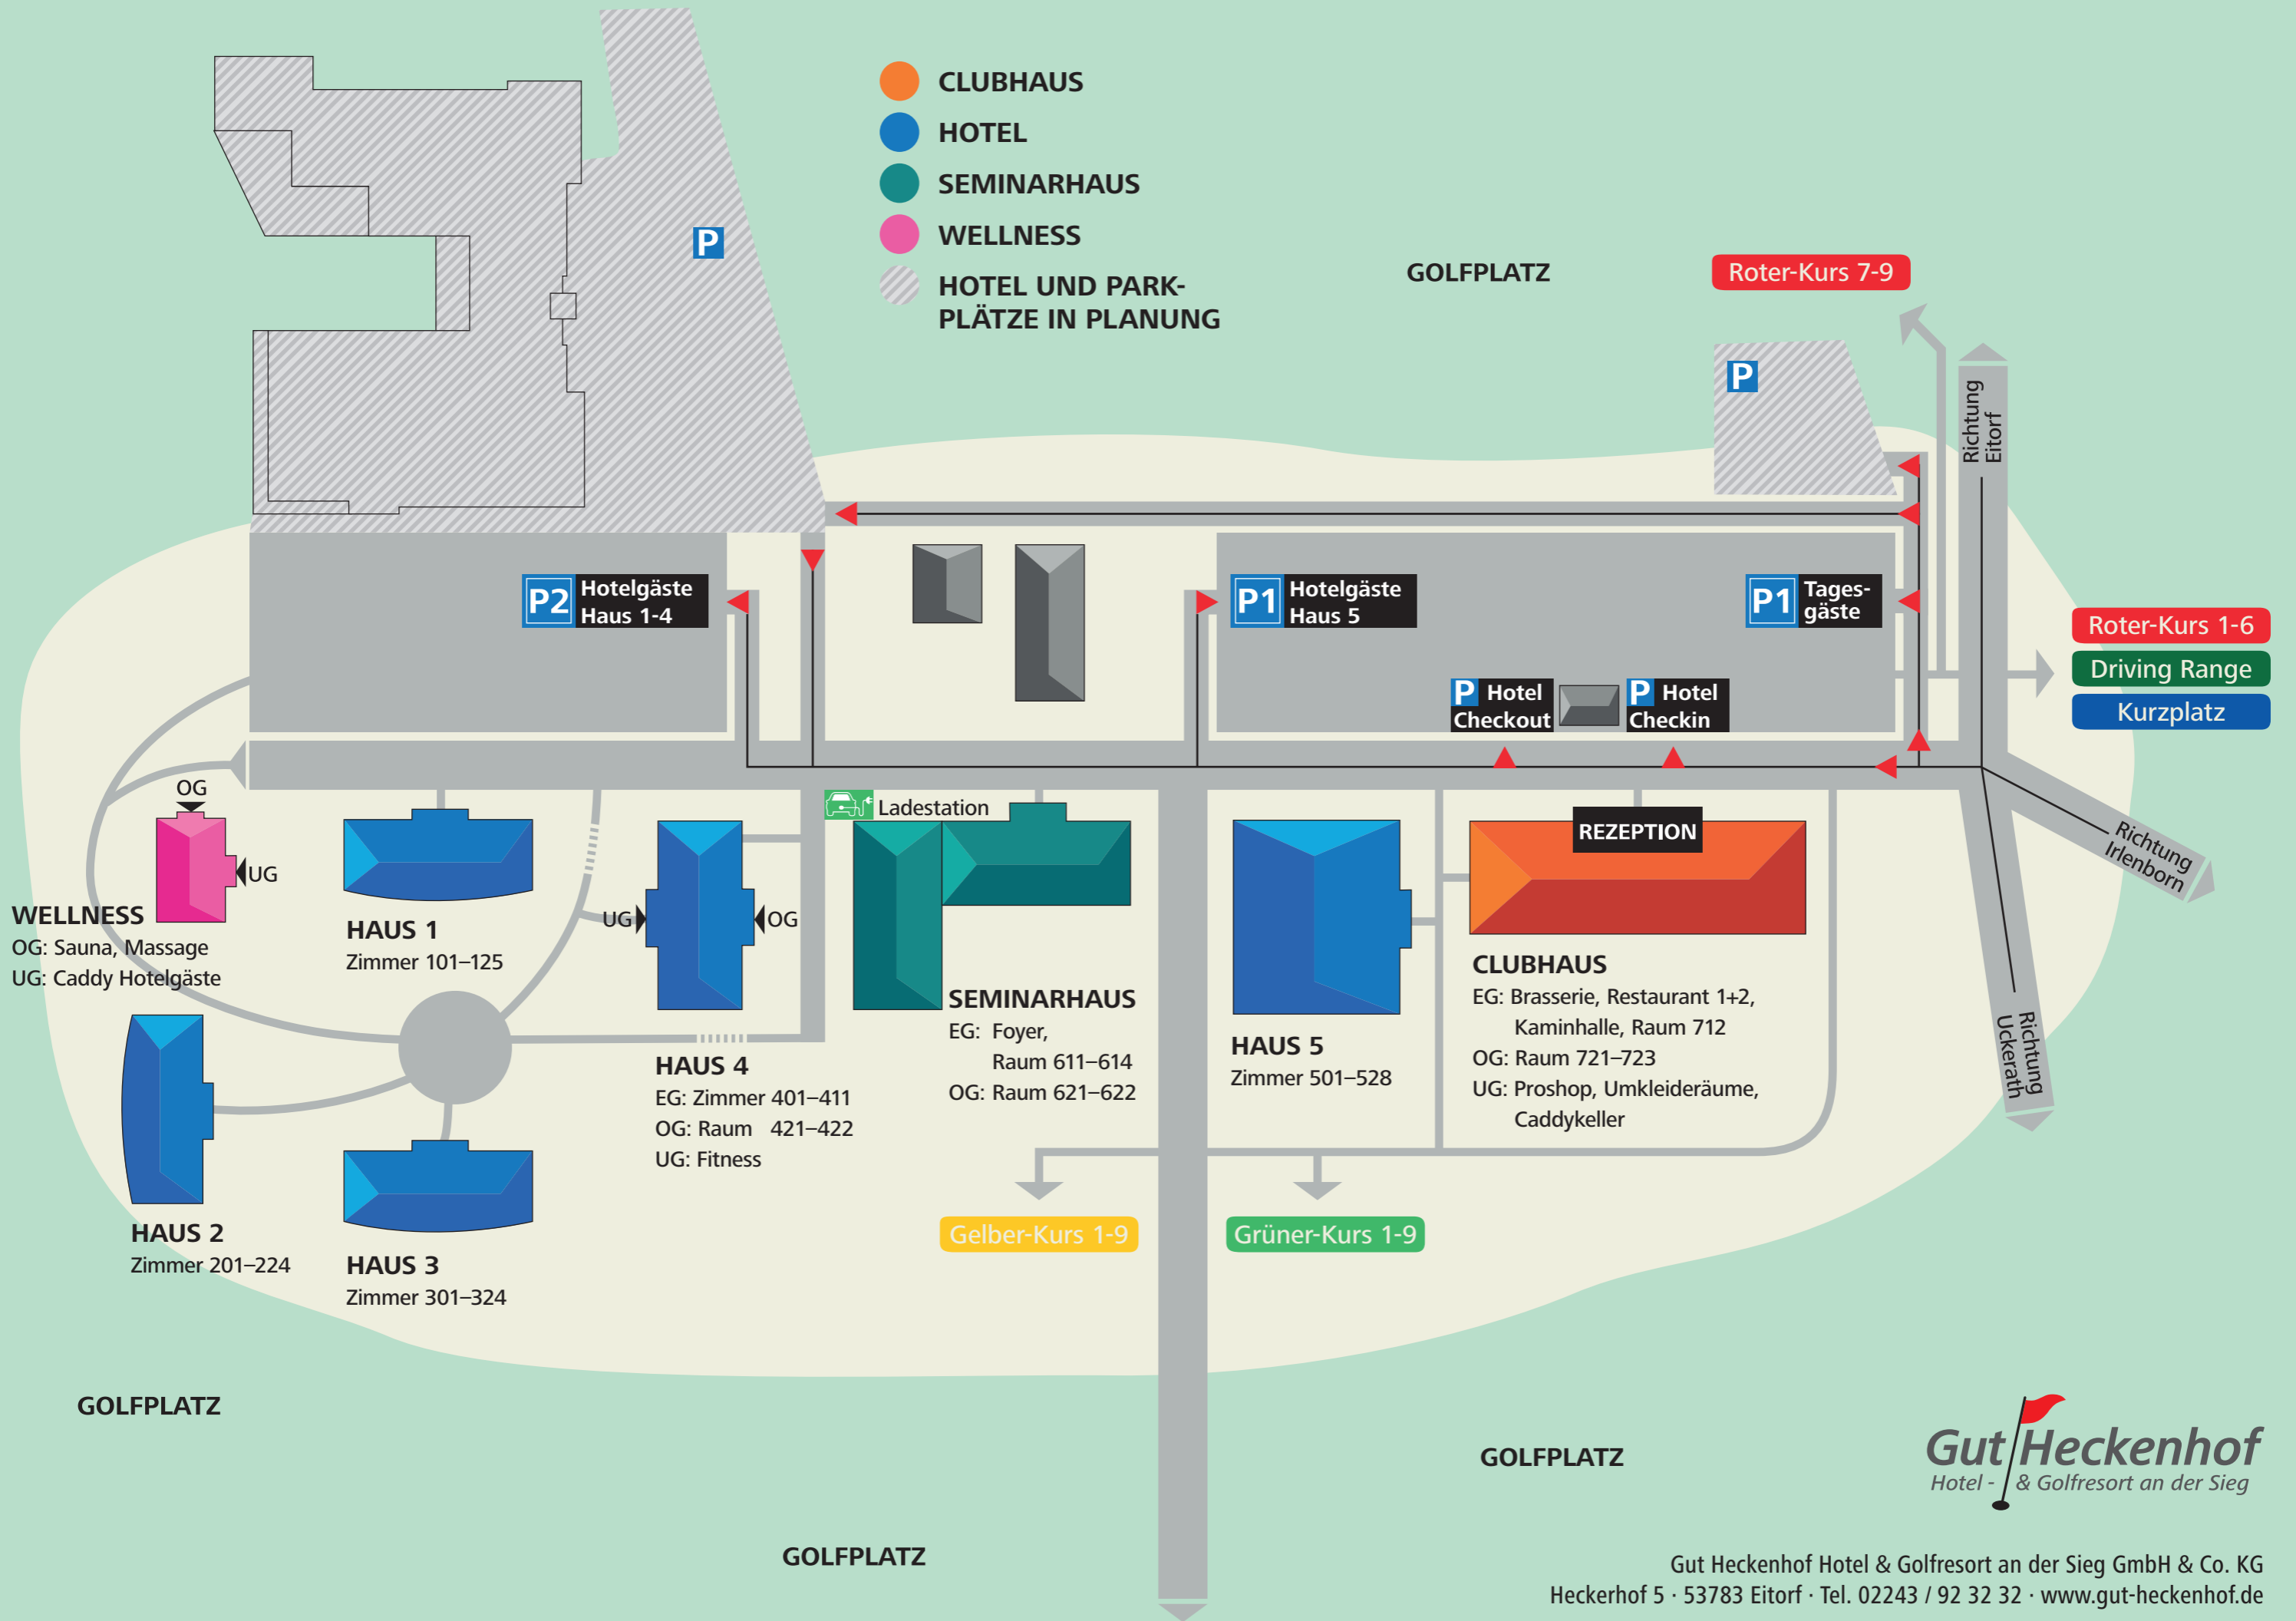 CLUBHAUS
HOTEL
SEMINARHAUS
WELLNESS
HOTEL UND PARK-
PLÄTZE IN PLANUNG
P
GOLFPLATZ
Roter-Kurs 7-9
P
Richtung
Eitorf
P2 Hotelgäste
Haus 1-4
P1 Hotelgäste
Haus 5
P1 Tages-
gäste
Roter-Kurs 1-6
Driving Range
Kurzplatz
P Hotel
Checkout
P Hotel
Checkin
OG
UG
WELLNESS
OG: Sauna, Massage
UG: Caddy Hotelgäste
HAUS 1
Zimmer 101–125
UG
OG
Ladestation
REZEPTION
Richtung
Irlenborn
Richtung
Uckerath
SEMINARHAUS
EG: Foyer,
Raum 611–614
OG: Raum 621–622
HAUS 5
Zimmer 501–528
CLUBHAUS
EG: Brasserie, Restaurant 1+2,
Kaminhalle, Raum 712
OG: Raum 721–723
UG: Proshop, Umkleideräume,
Caddykeller
HAUS 4
EG: Zimmer 401–411
OG: Raum 421–422
UG: Fitness
HAUS 2
Zimmer 201–224
HAUS 3
Zimmer 301–324
Gelber-Kurs 1-9
Grüner-Kurs 1-9
GOLFPLATZ
GOLFPLATZ
GOLFPLATZ
Gut Heckenhof
Hotel - & Golfresort an der Sieg
Gut Heckenhof Hotel & Golfresort an der Sieg GmbH & Co. KG
Heckerhof 5 · 53783 Eitorf · Tel. 02243 / 92 32 32 · www.gut-heckenhof.de